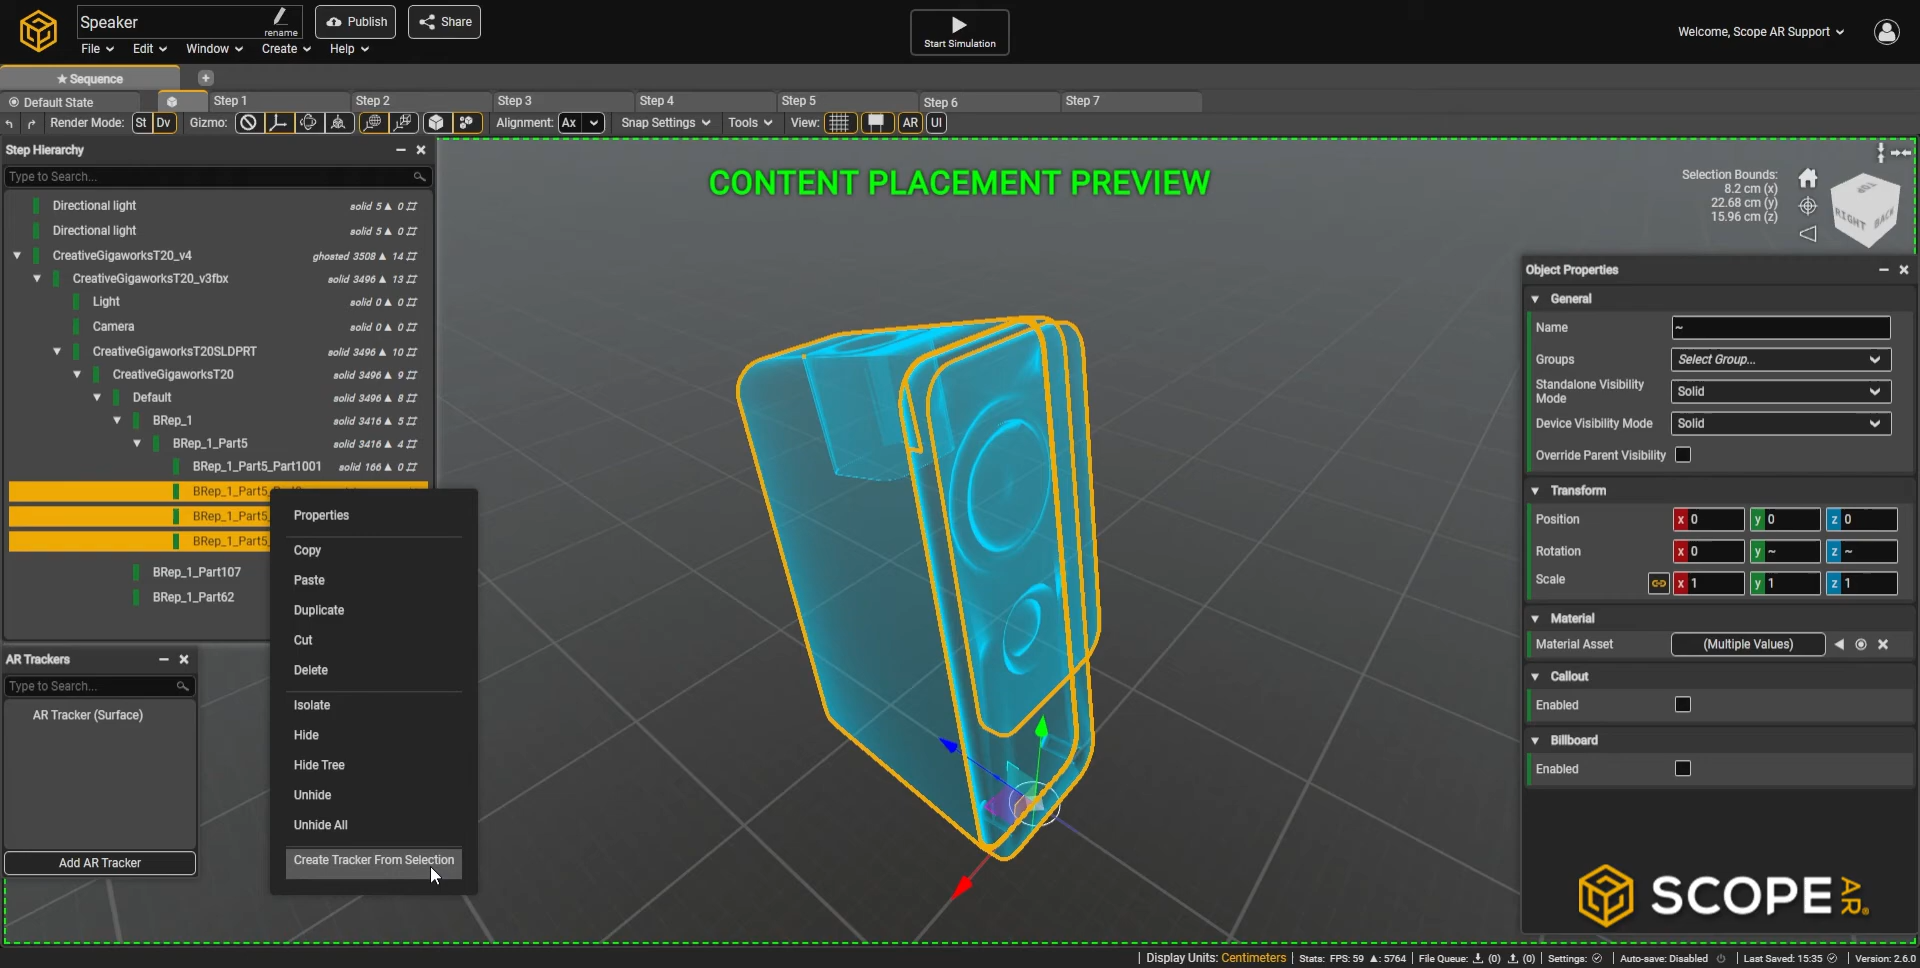 Speaker
rename
Publish
Share
Start Simulation
Welcome, Scope AR Support
File Edit Window Create Help
★ Sequence
+
Default State
Step 1 Step 2 Step 3 Step 4 Step 5 Step 6 Step 7
Render Mode: St Dv Gizmo: Alignment: Ax Snap Settings Tools View: AR UI
Step Hierarchy
Type to Search...
Directional light solid 5 ▲ 0
Directional light solid 5 ▲ 0
CreativeGigaworksT20_v4 ghosted 3508 ▲ 14
CreativeGigaworksT20_v3fbx solid 3496 ▲ 13
Light solid 0 ▲ 0
Camera solid 0 ▲ 0
CreativeGigaworksT20SLDPRT solid 3496 ▲ 10
CreativeGigaworksT20 solid 3496 ▲ 9
Default solid 3496 ▲ 8
BRep_1 solid 3416 ▲ 5
BRep_1_Part5 solid 3416 ▲ 4
BRep_1_Part5_Part1001 solid 166 ▲ 0
BRep_1_Part5_
BRep_1_Part5_
BRep_1_Part5_
BRep_1_Part107
BRep_1_Part62
Properties
Copy
Paste
Duplicate
Cut
Delete
Isolate
Hide
Hide Tree
Unhide
Unhide All
Create Tracker From Selection
AR Trackers
Type to Search...
AR Tracker (Surface)
Add AR Tracker
CONTENT PLACEMENT PREVIEW
Selection Bounds:
8.2 cm (x)
22.68 cm (y)
15.96 cm (z)
TOP
RIGHT BACK
Object Properties
General
Name ~
Groups Select Group...
Standalone Visibility
Mode
Solid
Device Visibility Mode Solid
Override Parent Visibility
Transform
Position x 0 y 0 z 0
Rotation x 0 y ~ z ~
Scale x 1 y 1 z 1
Material
Material Asset (Multiple Values)
Callout
Enabled
Billboard
Enabled
SCOPE AR
Display Units: Centimeters Stats: FPS: 59 ▲: 5764 File Queue: (0) (0) Settings: Auto-save: Disabled Last Saved: 15:35 Version: 2.6.0